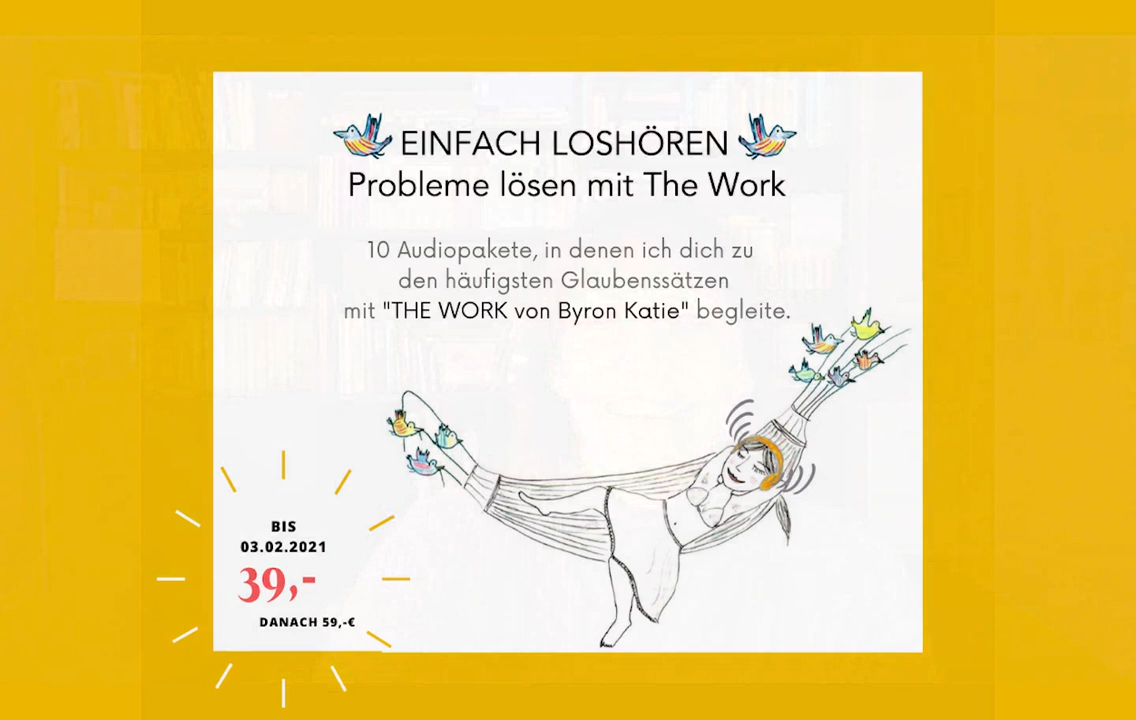 EINFACH LOSHÖREN
Probleme lösen mit The Work
10 Audiopakete, in denen ich dich zu
den häufigsten Glaubenssätzen
mit "THE WORK von Byron Katie" begleite.
BIS
03.02.2021
39,-
DANACH 59,-€